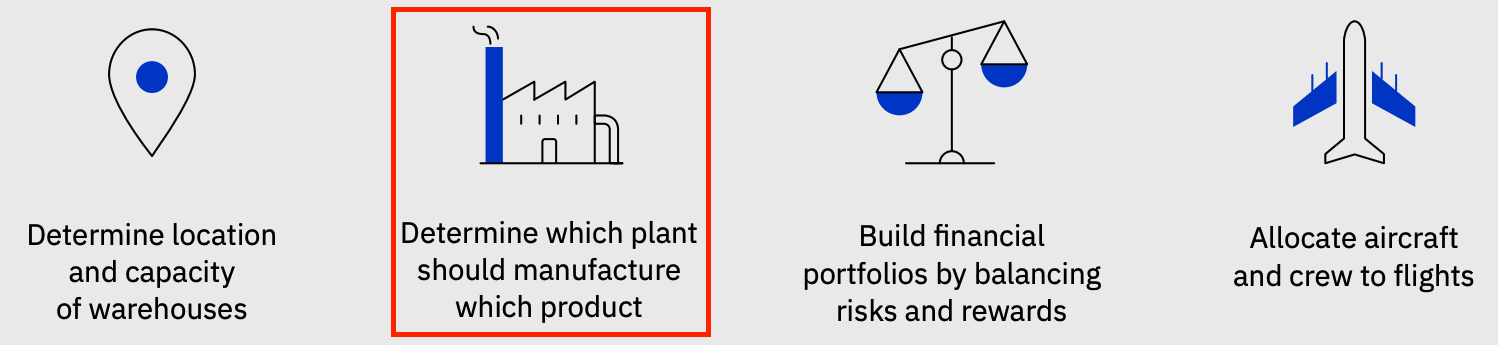 Determine location
and capacity
of warehouses
Determine which plant
should manufacture
which product
Build financial
portfolios by balancing
risks and rewards
Allocate aircraft
and crew to flights